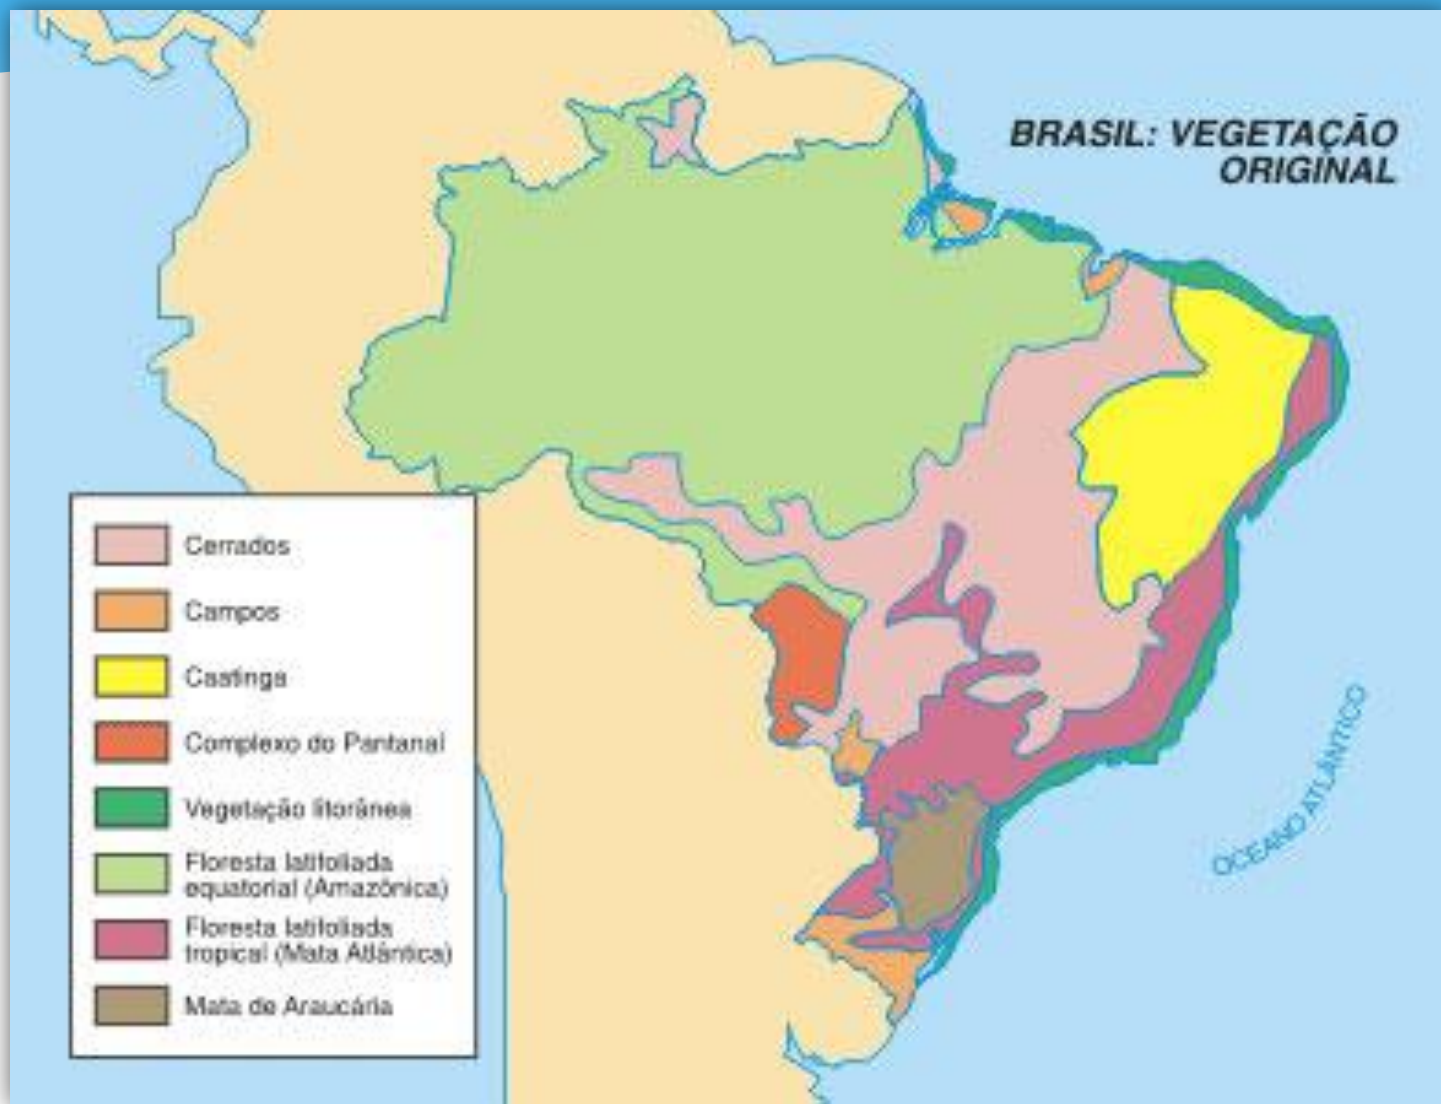 BRASIL: VEGETAÇÃO
ORIGINAL
Cerrados
Campos
Caatinga
Complexo do Pantanal
Vegetação litorânea
Floresta latifoliada
equatorial (Amazônica)
Floresta latifoliada
tropical (Mata Atlântica)
Mata de Araucária
OCEANO ATLÂNTICO